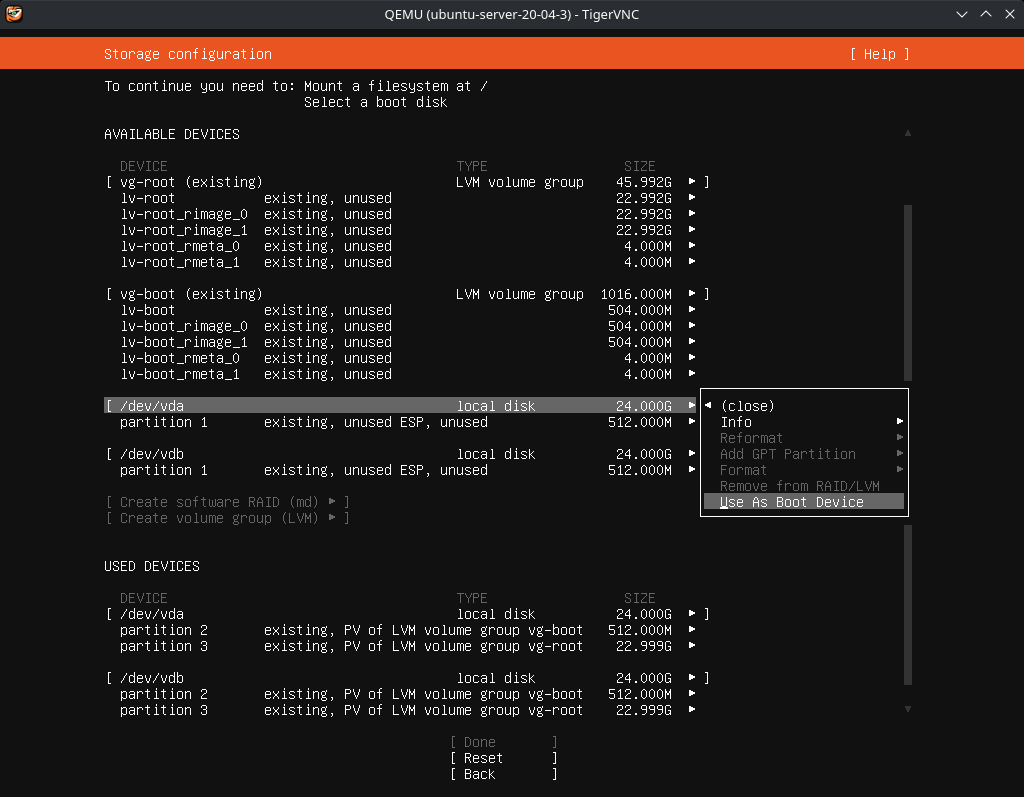 QEMU (ubuntu-server-20-04-3) - TigerVNC
Storage configuration [ Help ]
To continue you need to: Mount a filesystem at /
Select a boot disk
AVAILABLE DEVICES
DEVICE TYPE SIZE
[ vg-root (existing) LVM volume group 45.992G ▸ ]
lv-root existing, unused 22.992G ▸
lv-root_rimage_0 existing, unused 22.992G ▸
lv-root_rimage_1 existing, unused 22.992G ▸
lv-root_rmeta_0 existing, unused 4.000M ▸
lv-root_rmeta_1 existing, unused 4.000M ▸
[ vg-boot (existing) LVM volume group 1016.000M ▸ ]
lv-boot existing, unused 504.000M ▸
lv-boot_rimage_0 existing, unused 504.000M ▸
lv-boot_rimage_1 existing, unused 504.000M ▸
lv-boot_rmeta_0 existing, unused 4.000M ▸
lv-boot_rmeta_1 existing, unused 4.000M ▸
[ /dev/vda local disk 24.000G ▸
partition 1 existing, unused ESP, unused 512.000M ▸
[ /dev/vdb local disk 24.000G ▸
partition 1 existing, unused ESP, unused 512.000M ▸
◂ (close)
Info ▸
Reformat ▸
Add GPT Partition ▸
Format ▸
Remove from RAID/LVM
Use As Boot Device
[ Create software RAID (md) ▸ ]
[ Create volume group (LVM) ▸ ]
USED DEVICES
DEVICE TYPE SIZE
[ /dev/vda local disk 24.000G ▸ ]
partition 2 existing, PV of LVM volume group vg-boot 512.000M ▸
partition 3 existing, PV of LVM volume group vg-root 22.999G ▸
[ /dev/vdb local disk 24.000G ▸ ]
partition 2 existing, PV of LVM volume group vg-boot 512.000M ▸
partition 3 existing, PV of LVM volume group vg-root 22.999G ▸
[ Done ]
[ Reset ]
[ Back ]